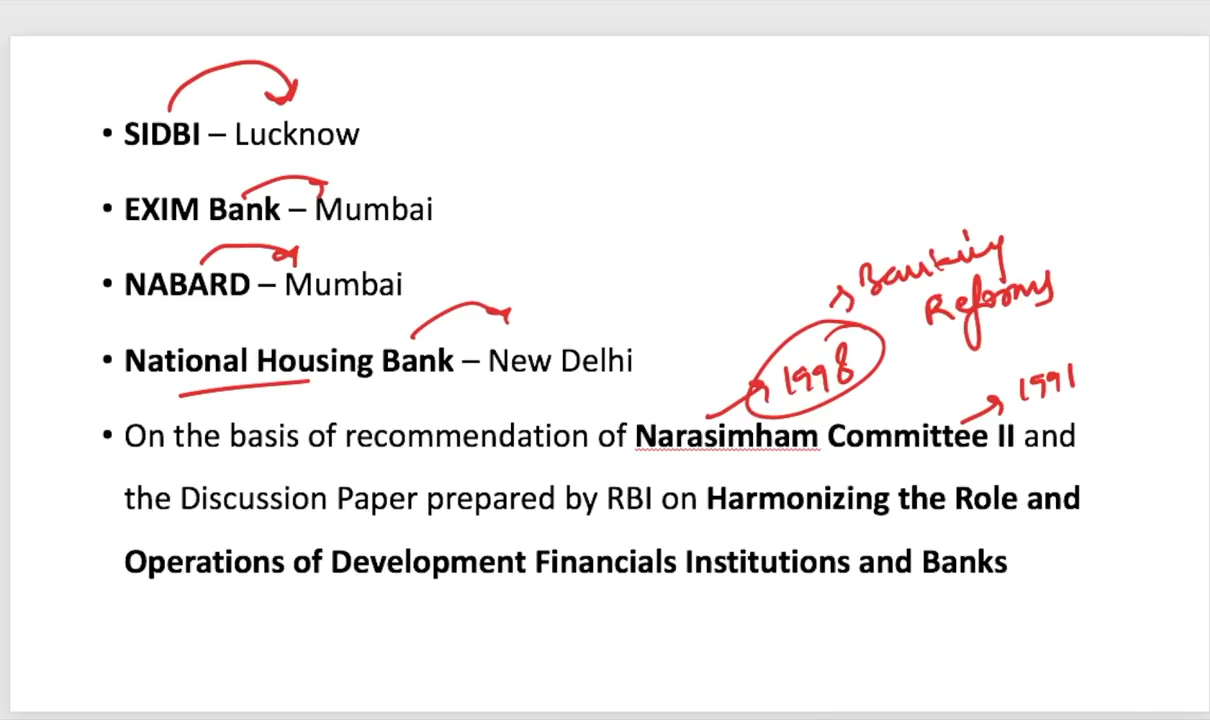 • SIDBI – Lucknow
• EXIM Bank – Mumbai
• NABARD – Mumbai
Banking
Reforms
• National Housing Bank – New Delhi
1998
1991
• On the basis of recommendation of Narasimham Committee II and
the Discussion Paper prepared by RBI on Harmonizing the Role and
Operations of Development Financials Institutions and Banks